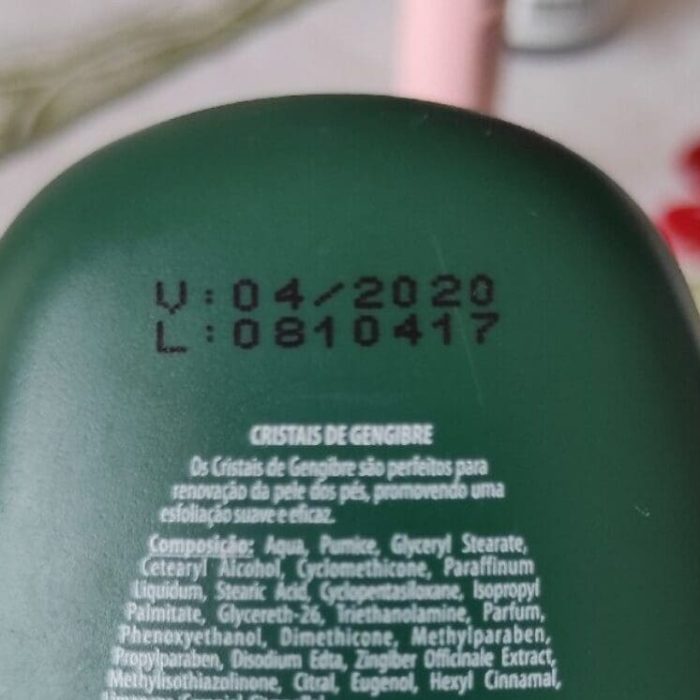 V:04/2020
L:0810417
CRISTAIS DE GENGIBRE
Os Cristais de Gengibre são perfeitos para
renovação da pele dos pés, promovendo uma
esfoliação suave e eficaz.
Composição: Aqua, Pumice, Glyceryl Stearate,
Cetearyl Alcohol, Cyclomethicone, Paraffinum
Liquidum, Stearic Acid, Cyclopentasiloxane, Isopropyl
Palmitate, Glycereth-26, Triethanolamine, Parfum,
Phenoxyethanol, Dimethicone, Methylparaben,
Propylparaben, Disodium Edta, Zingiber Officinale Extract,
Methylisothiazolinone, Citral, Eugenol, Hexyl Cinnamal,